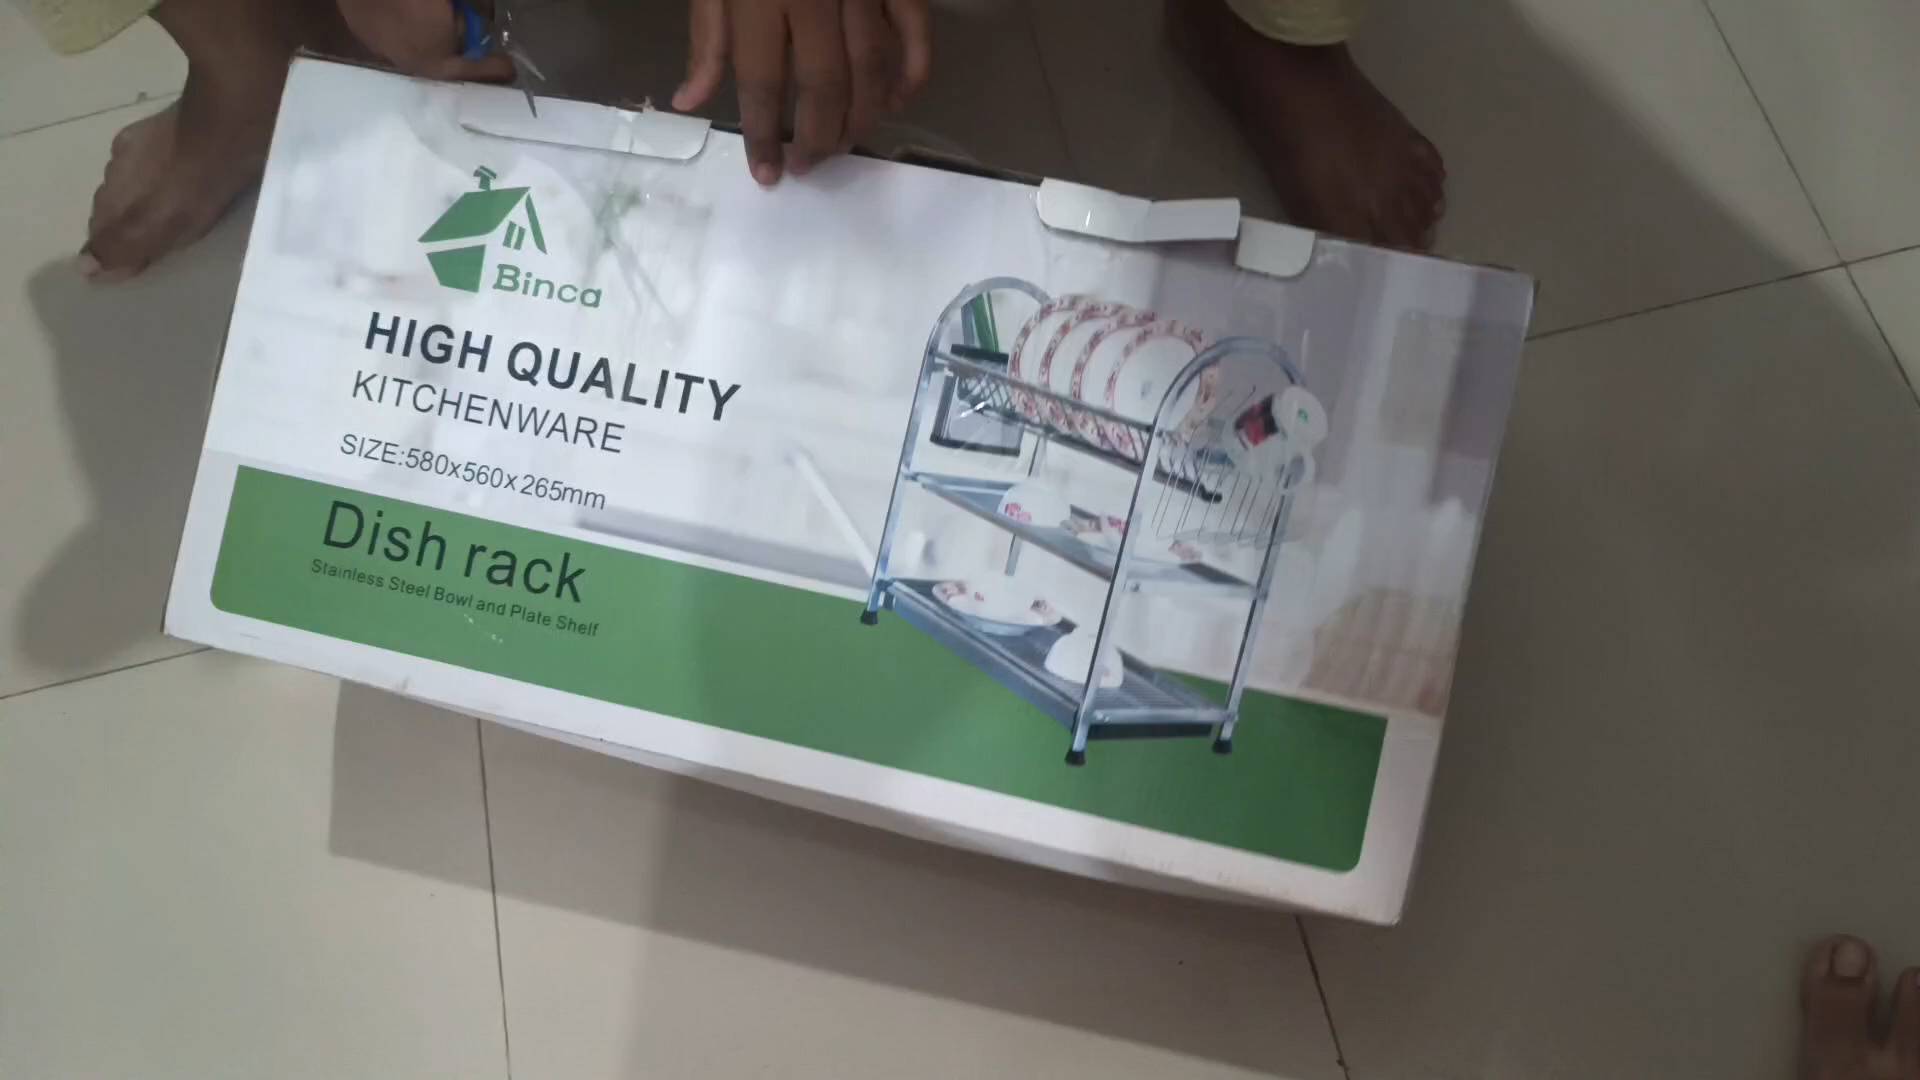 Binca
HIGH QUALITY
KITCHENWARE
SIZE:580x560x265mm
Dish rack
Stainless Steel Bowl and Plate Shelf